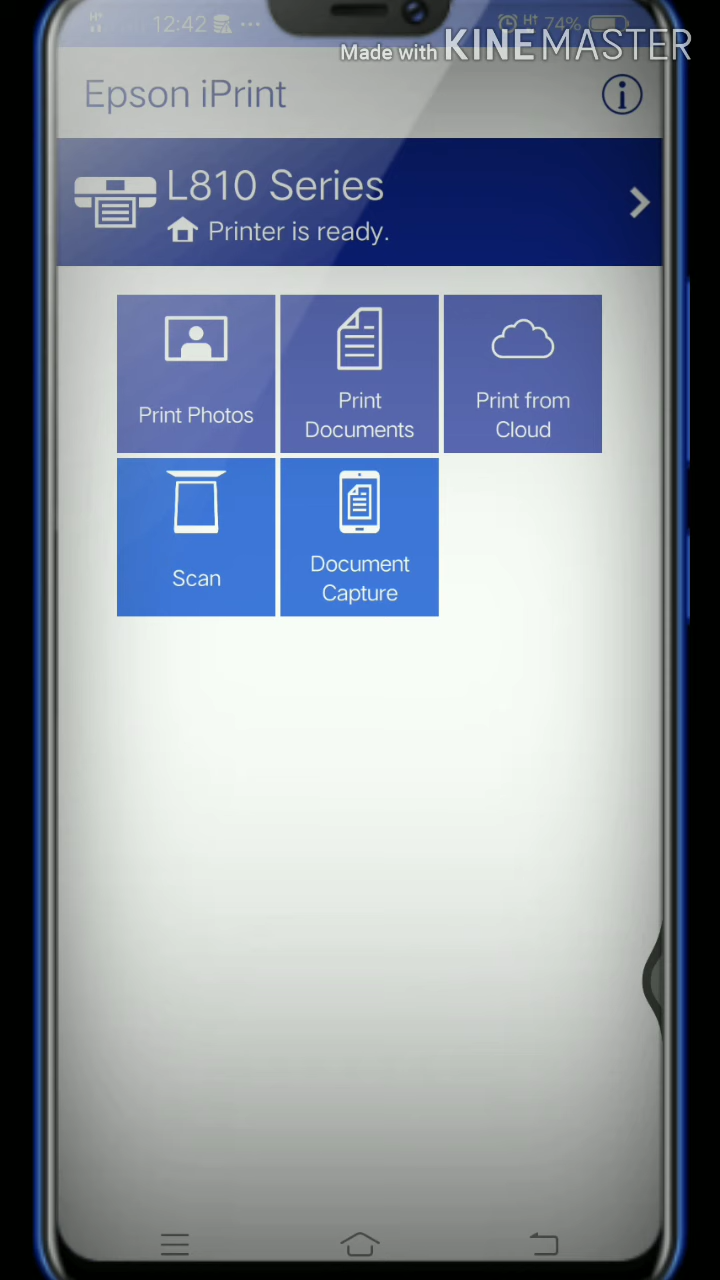 12:42
H⁺ 74%
Made with KINEMASTER
Epson iPrint
L810 Series
Printer is ready.
Print Photos
Print
Documents
Print from
Cloud
Scan
Document
Capture